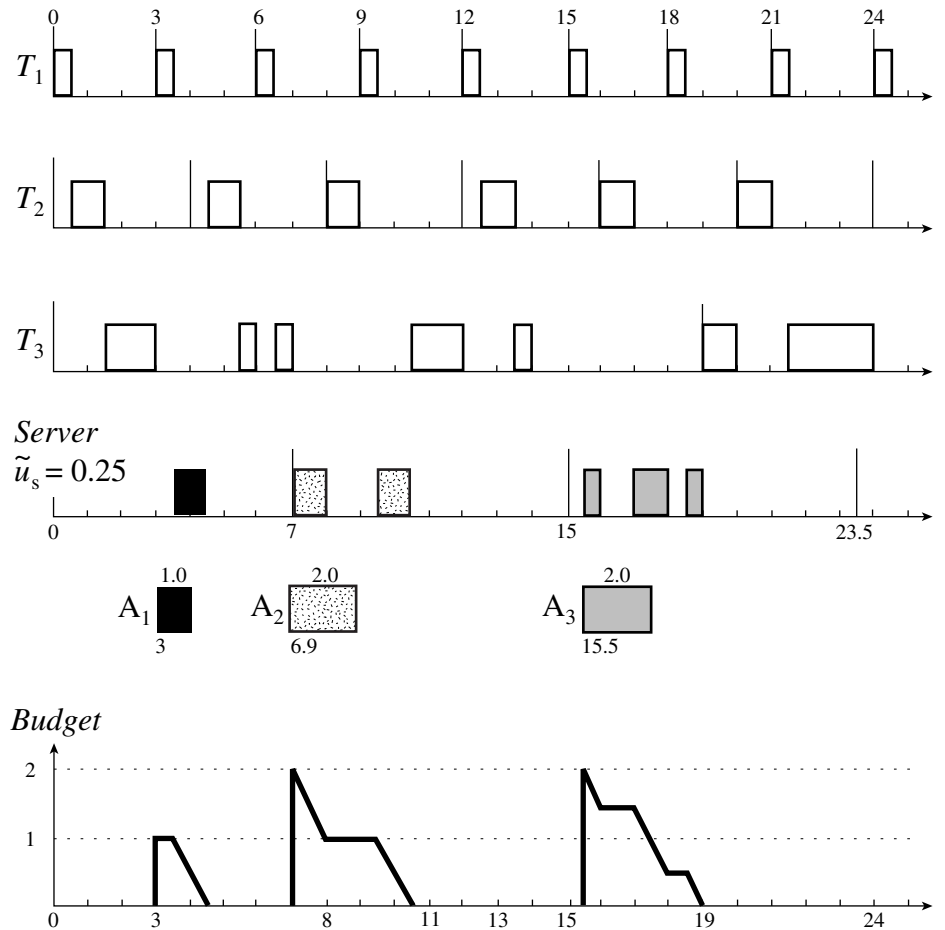 0 3 6 9 12 15 18 21 24
T1
T2
T3
Server
ũs = 0.25
0 7 15 23.5
1.0 2.0 2.0
A1 A2 A3
3 6.9 15.5
Budget
2
1
0 3 8 11 13 15 19 24